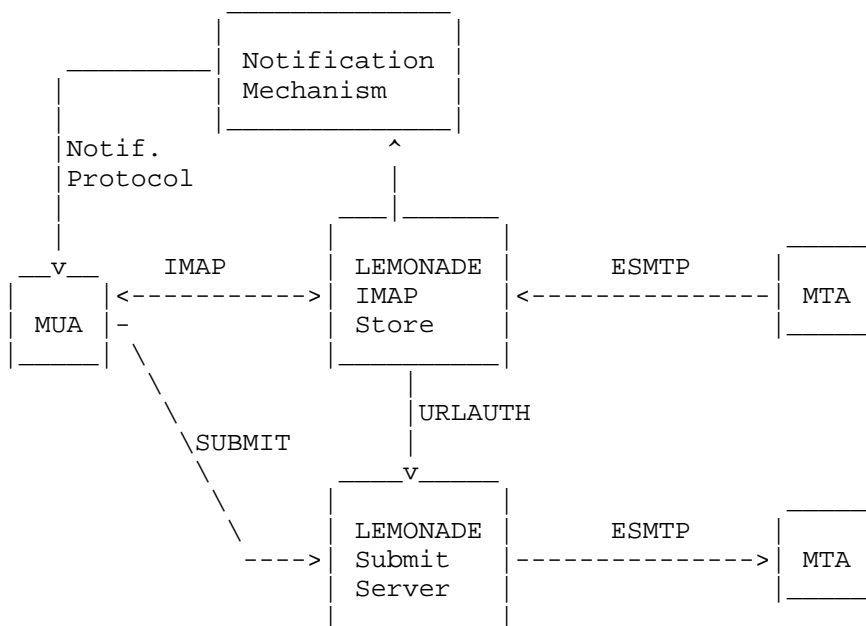 Notification
Mechanism
Notif.
Protocol
IMAP
LEMONADE
IMAP
Store
ESMTP
MTA
MUA
URLAUTH
SUBMIT
LEMONADE
Submit
Server
ESMTP
MTA